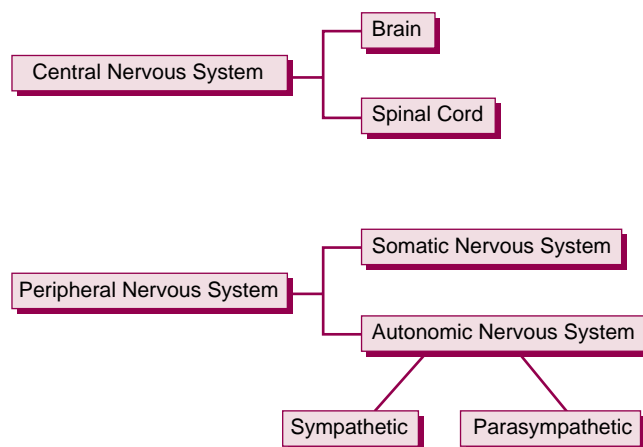 Brain
Central Nervous System
Spinal Cord
Somatic Nervous System
Peripheral Nervous System
Autonomic Nervous System
Sympathetic
Parasympathetic